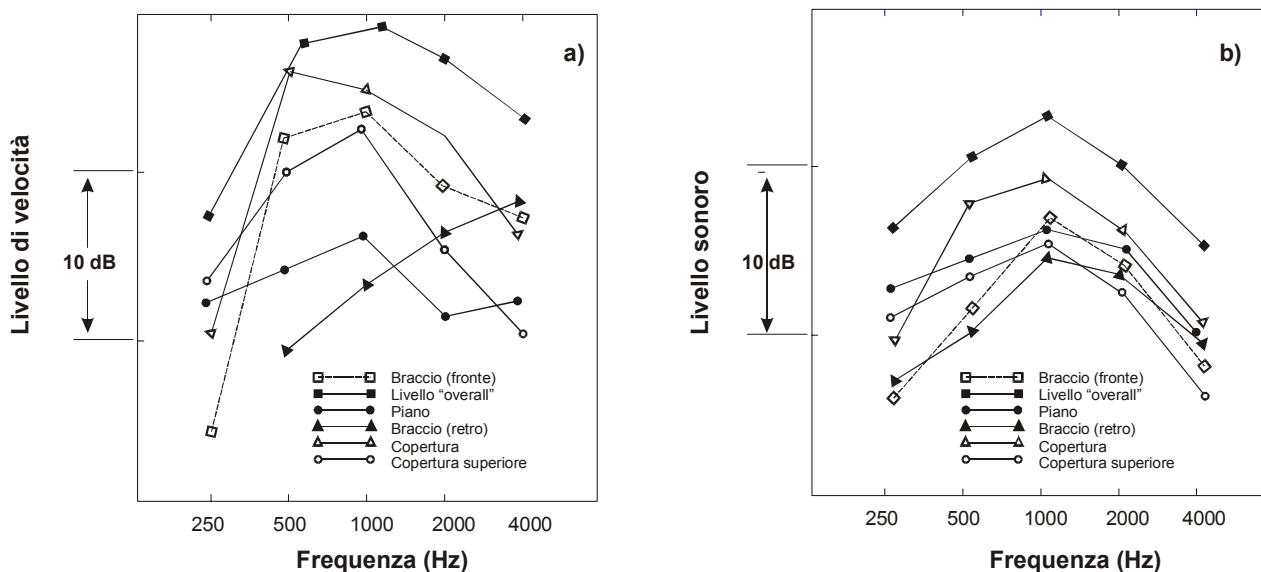 a)
Livello di velocità
10 dB
Braccio (fronte)
Livello “overall”
Piano
Braccio (retro)
Copertura
Copertura superiore
250 500 1000 2000 4000
Frequenza (Hz)
b)
Livello sonoro
10 dB
Braccio (fronte)
Livello “overall”
Piano
Braccio (retro)
Copertura
Copertura superiore
250 500 1000 2000 4000
Frequenza (Hz)